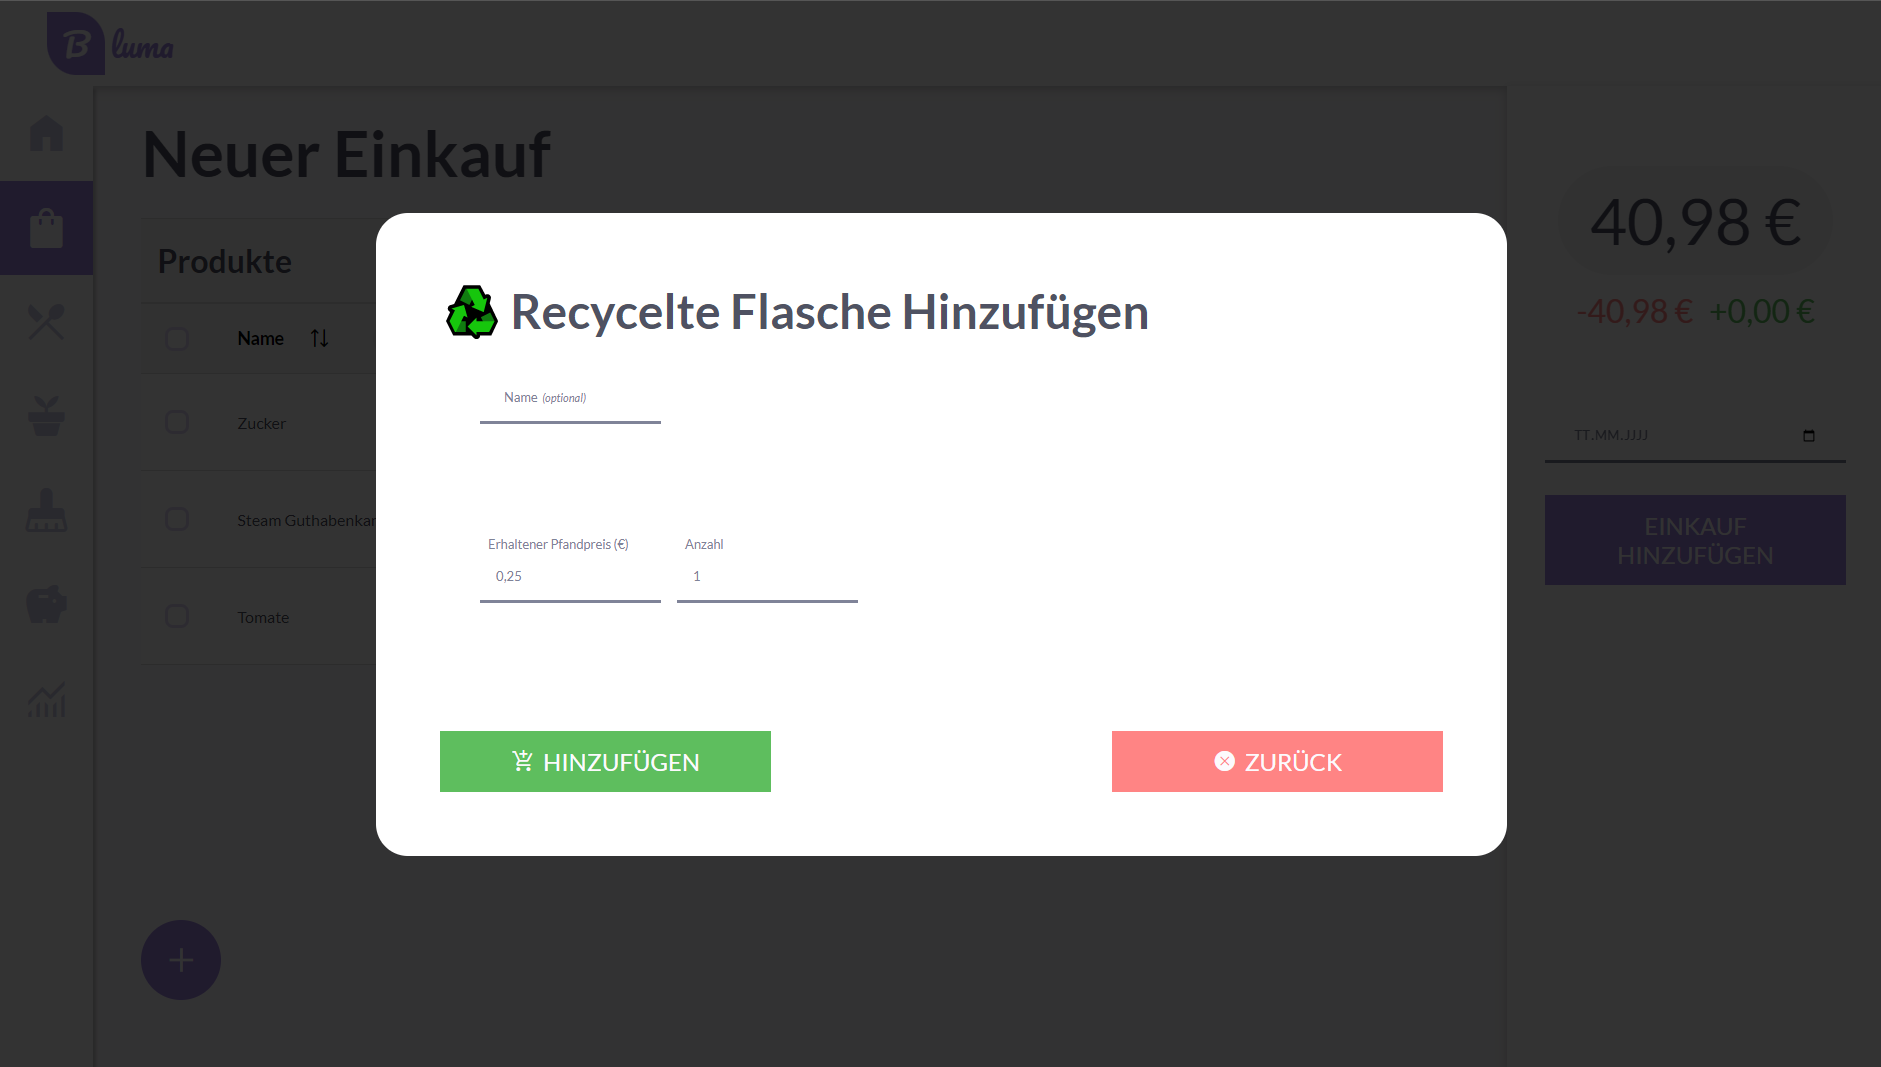 B luma
Neuer Einkauf
Produkte
Name
Zucker
Steam Guthabenkar
Tomate
Recycelte Flasche Hinzufügen
Name (optional)
Erhaltener Pfandpreis (€) Anzahl
0,25 1
HINZUFÜGEN ZURÜCK
40,98 €
-40,98 € +0,00 €
TT.MM.JJJJ
EINKAUF
HINZUFÜGEN